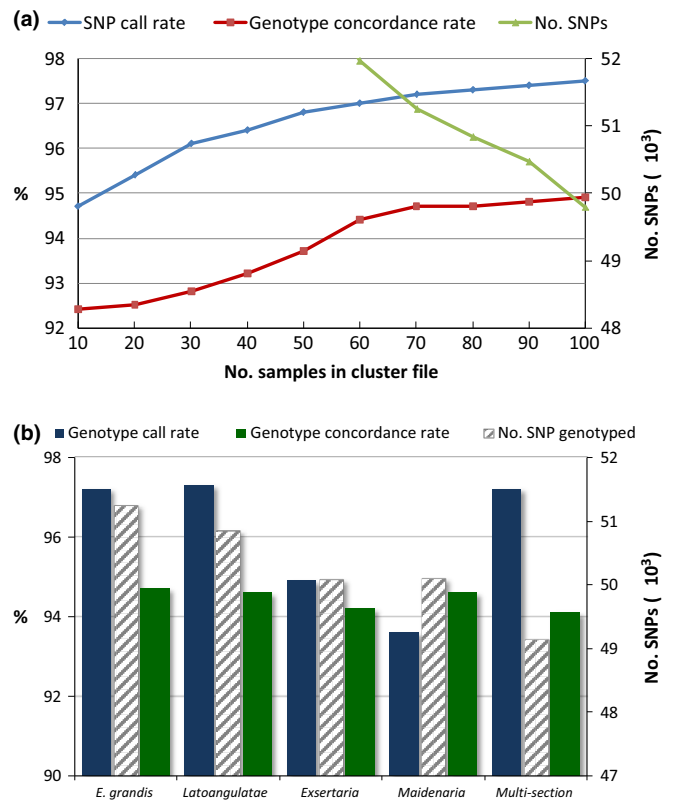 (a)
SNP call rate Genotype concordance rate No. SNPs
98 52
97 51
96
95 50
%
94 49
93
92 48
No. SNPs ( 10³)
10 20 30 40 50 60 70 80 90 100
No. samples in cluster file
(b)
Genotype call rate Genotype concordance rate No. SNP genotyped
98 52
96 51
50
%
94 49
92 48
90 47
No. SNPs ( 10³)
E. grandis Latoangulatae Exsertaria Maidenaria Multi-section